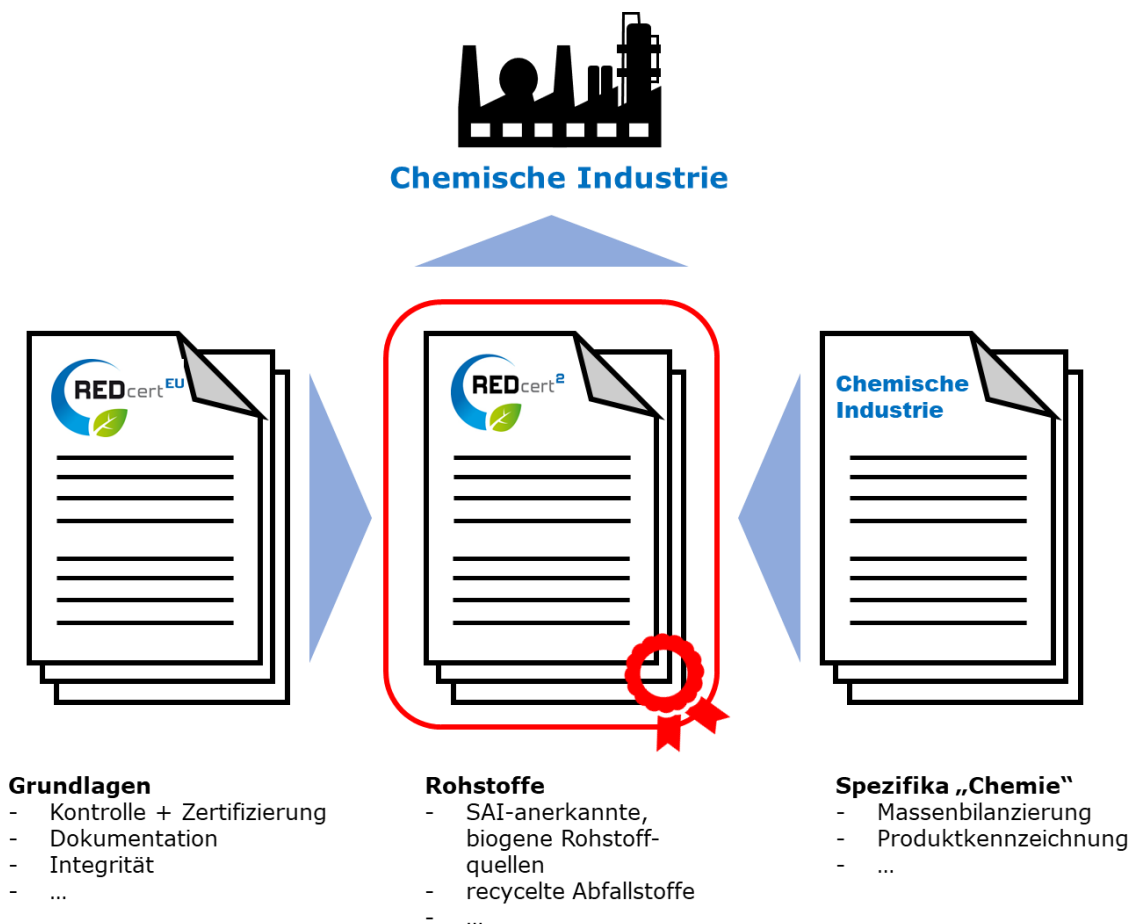 Chemische Industrie
REDcert EU
REDcert²
Chemische
Industrie
Grundlagen
- Kontrolle + Zertifizierung
- Dokumentation
- Integrität
- …
Rohstoffe
- SAI-anerkannte,
biogene Rohstoff-
quellen
- recycelte Abfallstoffe
- …
Spezifika „Chemie“
- Massenbilanzierung
- Produktkennzeichnung
- …